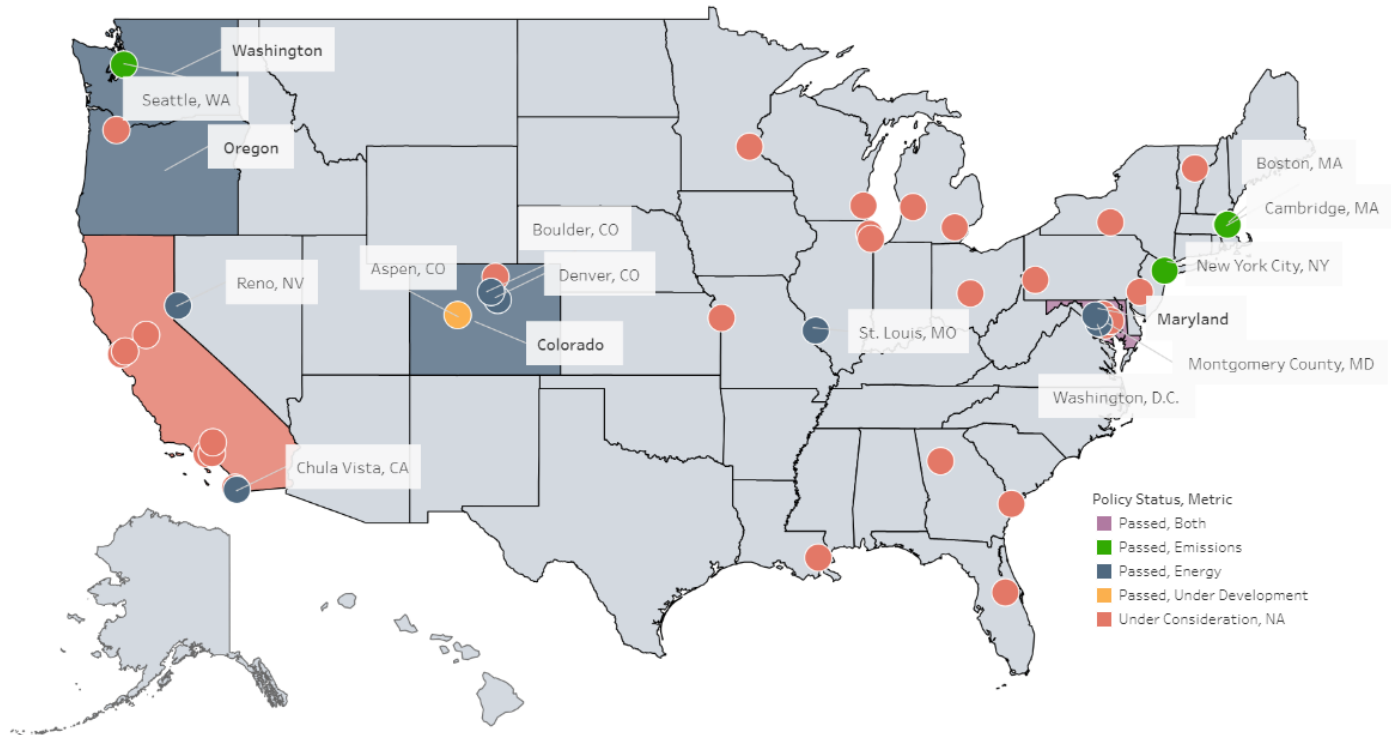 Washington
Seattle, WA
Oregon
Boston, MA
Cambridge, MA
Boulder, CO
Aspen, CO
Denver, CO
Reno, NV
New York City, NY
Maryland
St. Louis, MO
Colorado
Montgomery County, MD
Washington, D.C.
Chula Vista, CA
Policy Status, Metric
Passed, Both
Passed, Emissions
Passed, Energy
Passed, Under Development
Under Consideration, NA